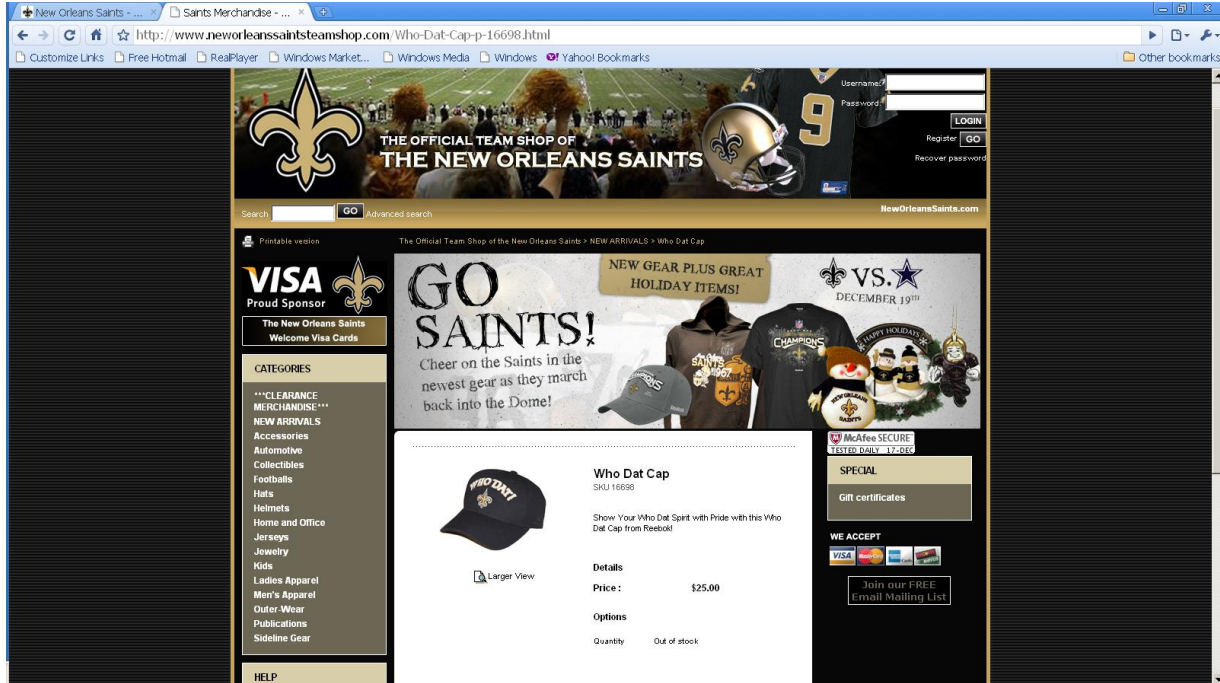 New Orleans Saints - ...
Saints Merchandise - ...
http://www.neworleanssaintsteamshop.com/Who-Dat-Cap-p-16698.html
Customize Links
Free Hotmail
RealPlayer
Windows Market...
Windows Media
Windows
Yahoo! Bookmarks
Other bookmarks
Username:
Password:
LOGIN
Register GO
Recover password
9
THE OFFICIAL TEAM SHOP OF
THE NEW ORLEANS SAINTS
Search GO Advanced search
NewOrleansSaints.com
Printable version
The Official Team Shop of the New Orleans Saints > NEW ARRIVALS > Who Dat Cap
VISA
Proud Sponsor
The New Orleans Saints
Welcome Visa Cards
GO
SAINTS!
Cheer on the Saints in the
newest gear as they march
back into the Dome!
NEW GEAR PLUS GREAT
HOLIDAY ITEMS!
VS.
DECEMBER 19TH
CHAMPIONS
SAINTS
1967
CHAMPIONS
HAPPY HOLIDAYS
NEW ORLEANS
CATEGORIES
***CLEARANCE
MERCHANDISE***
NEW ARRIVALS
Accessories
Automotive
Collectibles
Footballs
Hats
Helmets
Home and Office
Jerseys
Jewelry
Kids
Ladies Apparel
Men's Apparel
Outer-Wear
Publications
Sideline Gear
HELP
WHO DAT!
Larger View
Who Dat Cap
SKU 16698
Show Your Who Dat Spirit with Pride with this Who
Dat Cap from Reebok!
Details
Price : $25.00
Options
Quantity Out of stock
McAfee SECURE
TESTED DAILY 17-DEC
SPECIAL
Gift certificates
WE ACCEPT
VISA
MasterCard
Join our FREE
Email Mailing List